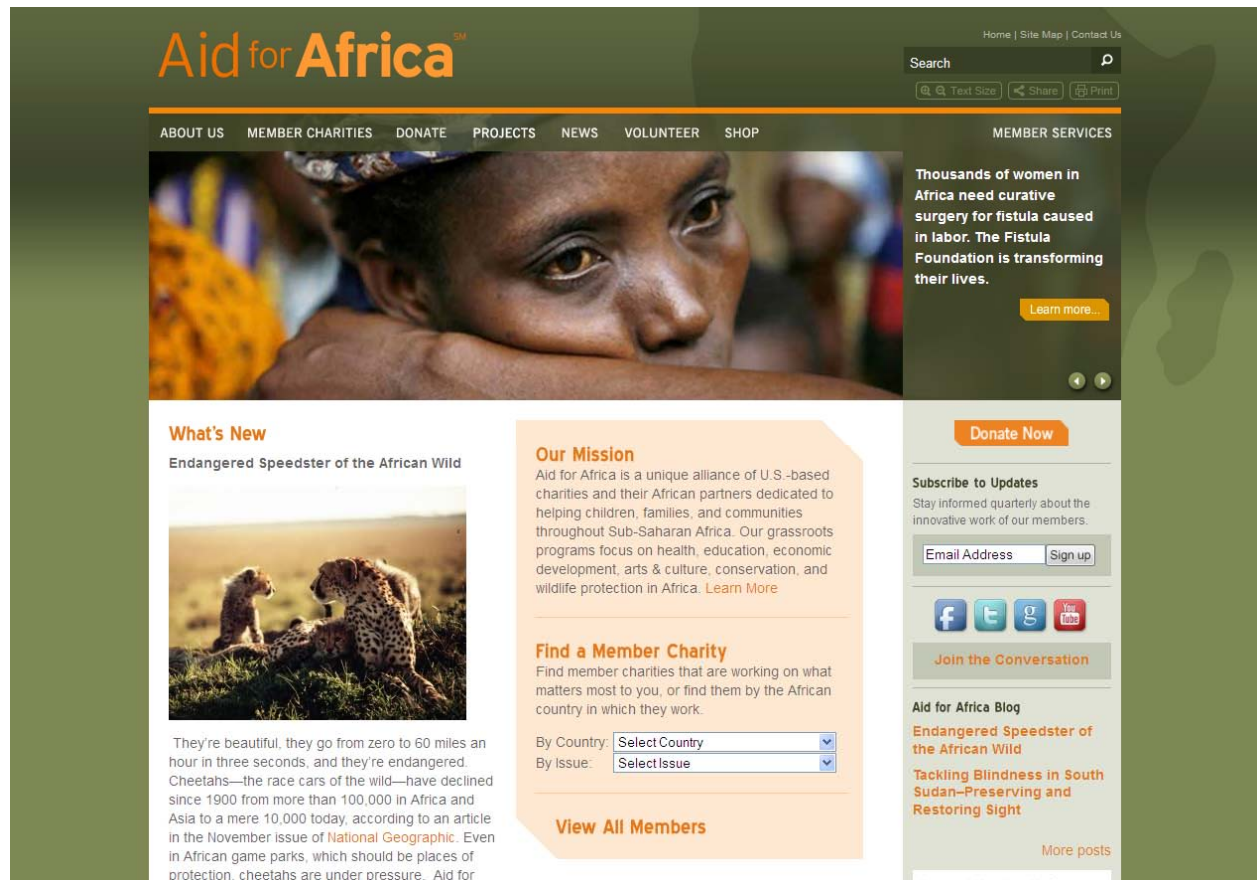 Aid for Africa SM
Home | Site Map | Contact Us
Search
Text Size Share Print
ABOUT US MEMBER CHARITIES DONATE PROJECTS NEWS VOLUNTEER SHOP MEMBER SERVICES
Thousands of women in
Africa need curative
surgery for fistula caused
in labor. The Fistula
Foundation is transforming
their lives.
Learn more...
What's New
Endangered Speedster of the African Wild
They're beautiful, they go from zero to 60 miles an
hour in three seconds, and they're endangered.
Cheetahs—the race cars of the wild—have declined
since 1900 from more than 100,000 in Africa and
Asia to a mere 10,000 today, according to an article
in the November issue of National Geographic. Even
in African game parks, which should be places of
protection, cheetahs are under pressure. Aid for
Our Mission
Aid for Africa is a unique alliance of U.S.-based
charities and their African partners dedicated to
helping children, families, and communities
throughout Sub-Saharan Africa. Our grassroots
programs focus on health, education, economic
development, arts & culture, conservation, and
wildlife protection in Africa. Learn More
Find a Member Charity
Find member charities that are working on what
matters most to you, or find them by the African
country in which they work.
By Country: Select Country
By Issue: Select Issue
View All Members
Donate Now
Subscribe to Updates
Stay informed quarterly about the
innovative work of our members.
Email Address Sign up
f t g You Tube
Join the Conversation
Aid for Africa Blog
Endangered Speedster of
the African Wild
Tackling Blindness in South
Sudan–Preserving and
Restoring Sight
More posts